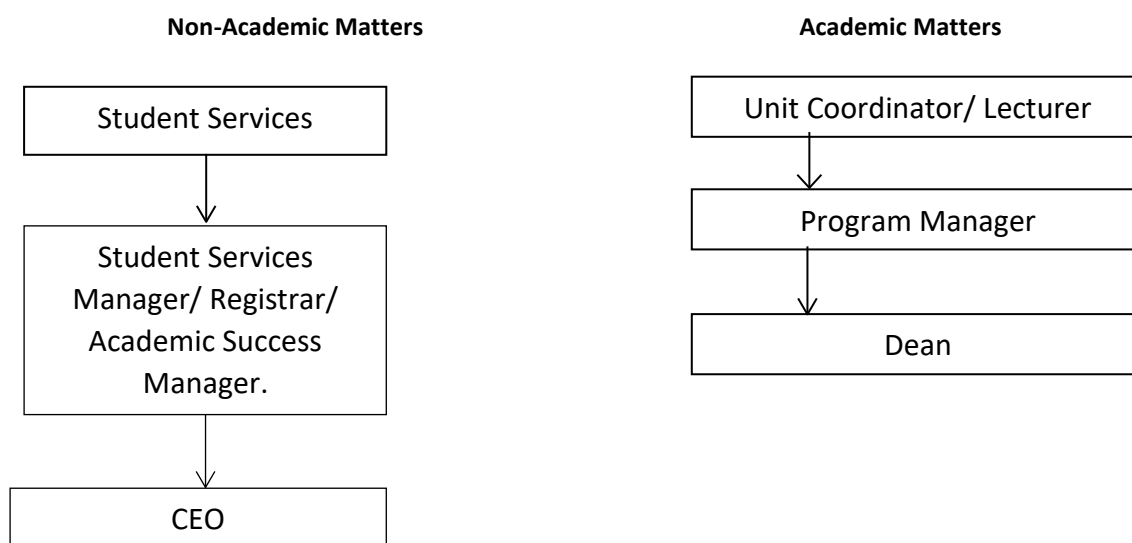 Non-Academic Matters
Student Services
Student Services
Manager/ Registrar/
Academic Success
Manager.
CEO
Academic Matters
Unit Coordinator/ Lecturer
Program Manager
Dean